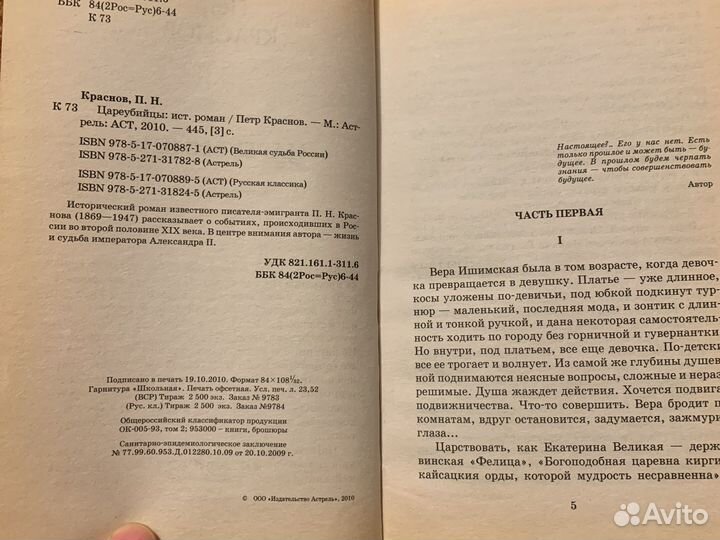 ББК 84(2Рос=Рус)6-44
К 73
Краснов, П. Н.
К 73 Цареубийцы: ист. роман / Петр Краснов. — М.: Аст-
рель: АСТ, 2010. — 445, [3] с.
ISBN 978-5-17-070887-1 (АСТ) (Великая судьба России)
ISBN 978-5-271-31782-8 (Астрель)
ISBN 978-5-17-070889-5 (АСТ) (Русская классика)
ISBN 978-5-271-31824-5 (Астрель)
Исторический роман известного писателя-эмигранта П. Н. Крас-
нова (1869—1947) рассказывает о событиях, происходивших в Рос-
сии во второй половине XIX века. В центре внимания автора — жизнь
и судьба императора Александра II.
УДК 821.161.1-311.6
ББК 84(2Рос=Рус)6-44
Подписано в печать 19.10.2010. Формат 84×108 1/32.
Гарнитура «Школьная». Печать офсетная. Усл. печ. л. 23,52
(ВСР) Тираж 2 500 экз. Заказ № 9783
(Рус. кл.) Тираж 2 500 экз. Заказ №9784
Общероссийский классификатор продукции
ОК-005-93, том 2; 953000 – книги, брошюры
Санитарно-эпидемиологическое заключение
№ 77.99.60.953.Д.012280.10.09 от 20.10.2009 г.
© ООО «Издательство Астрель», 2010
Настоящее?.. Его у нас нет. Есть
только прошлое и может быть — бу-
дущее. В прошлом будем черпать
знания — чтобы совершенствовать
будущее.
Автор
ЧАСТЬ ПЕРВАЯ
I
Вера Ишимская была в том возрасте, когда девоч-
ка превращается в девушку. Платье — уже длинное,
косы уложены по-девичьи, под юбкой подкинут тур-
нюр — маленький, последняя мода, и зонтик с длин-
ной и тонкой ручкой, и дана некоторая самостоятель-
ность ходить по городу без горничной и гувернантки.
Но внутри, под платьем, все еще девочка. По-детски
все ее трогает и волнует. Из самой же глубины душев-
ной поднимаются неясные вопросы, сложные и нераз-
решимые. Душа жаждет действия. Хочется подвига,
подвижничества. Что-то совершить. Вера бродит п
комнатам, вдруг остановится, задумается, зажмури
глаза...
Царствовать, как Екатерина Великая — держ
винская «Фелица», «Богоподобная царевна кирги
кайсацкия орды, которой мудрость несравненна»
5
Avito